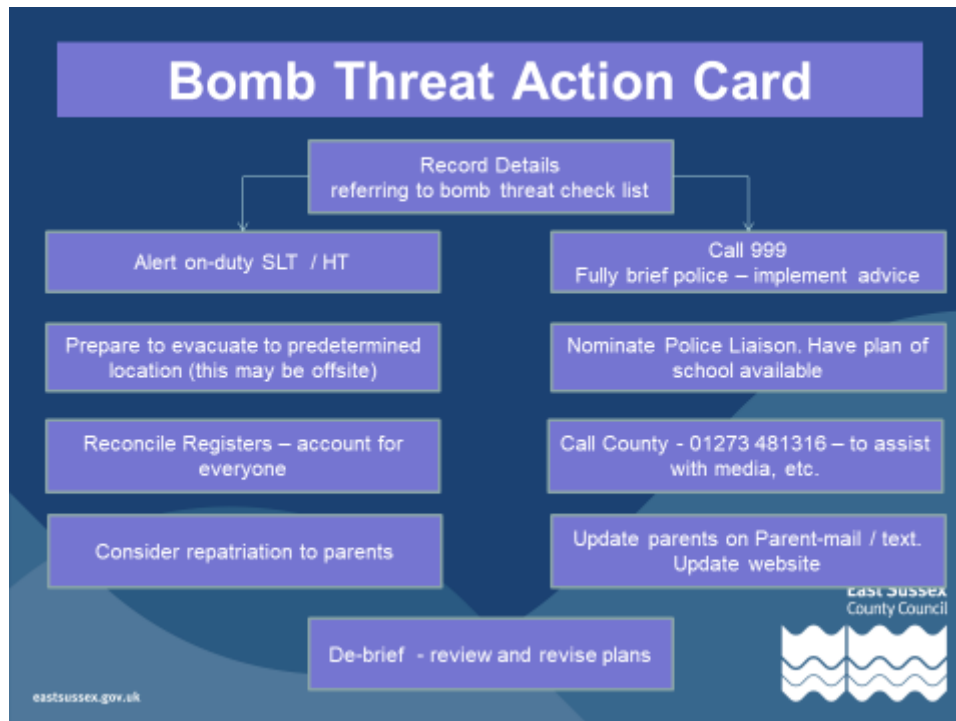 Bomb Threat Action Card
Record Details
referring to bomb threat check list
Alert on-duty SLT / HT
Call 999
Fully brief police – implement advice
Prepare to evacuate to predetermined
location (this may be offsite)
Nominate Police Liaison. Have plan of
school available
Reconcile Registers – account for
everyone
Call County - 01273 481316 – to assist
with media, etc.
Consider repatriation to parents
Update parents on Parent-mail / text.
Update website
East Sussex
County Council
De-brief - review and revise plans
eastsussex.gov.uk